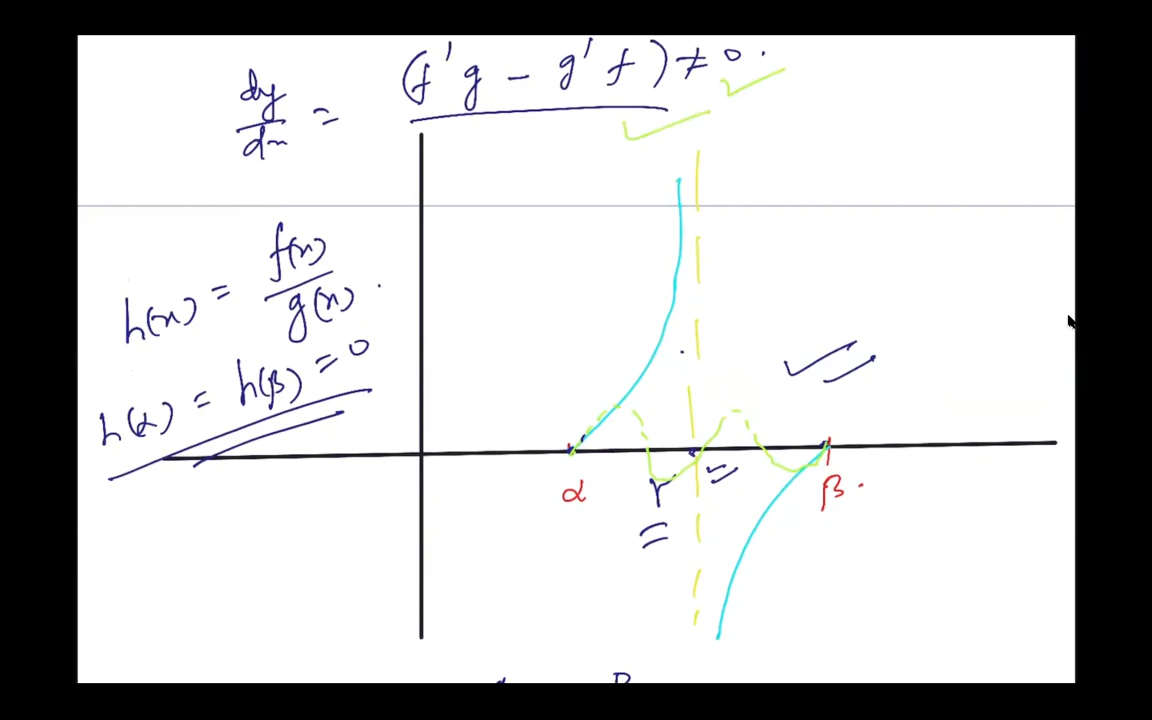 dy/dx = (f'g - g'f) ≠ 0.
h(x) = f(x)/g(x).
h(α) = h(β) = 0
α r β.